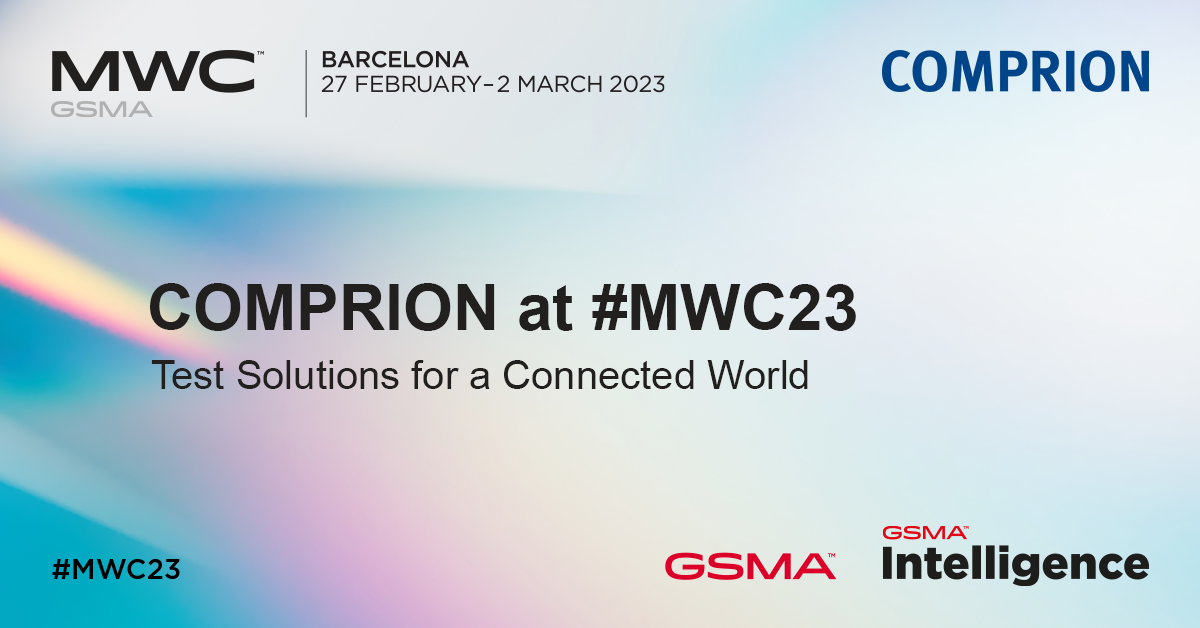 MWC™
GSMA
BARCELONA
27 FEBRUARY–2 MARCH 2023
COMPRION
COMPRION at #MWC23
Test Solutions for a Connected World
#MWC23
GSMA™
GSMA™
Intelligence